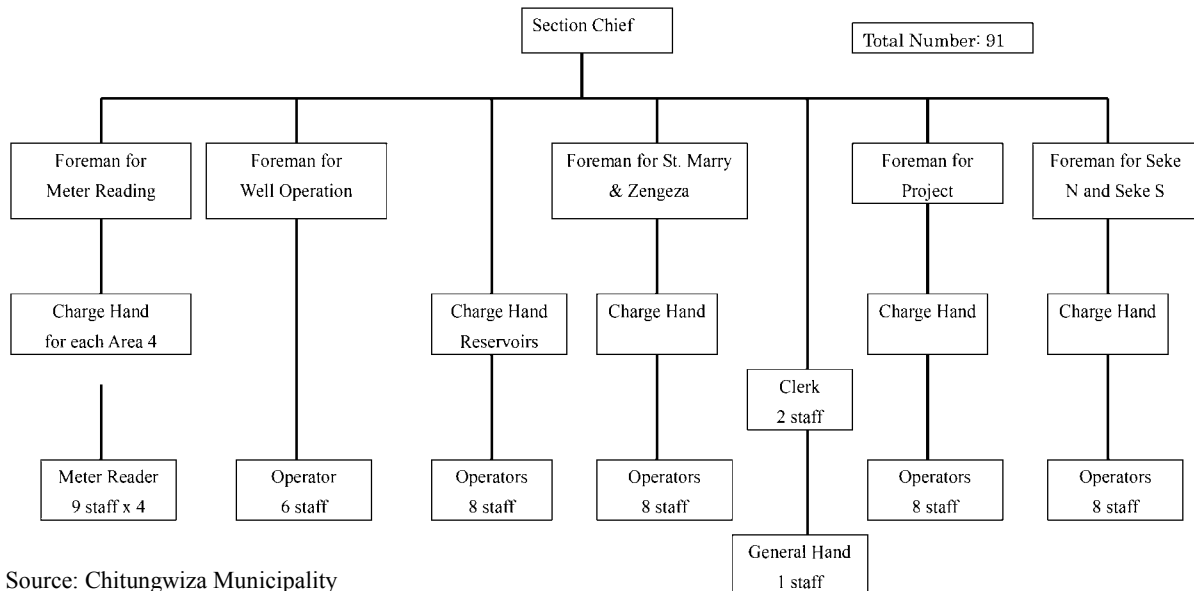 Section Chief
Total Number: 91
Foreman for
Meter Reading
Foreman for
Well Operation
Foreman for St. Marry
& Zengeza
Foreman for
Project
Foreman for Seke
N and Seke S
Charge Hand
for each Area 4
Charge Hand
Reservoirs
Charge Hand
Charge Hand
Charge Hand
Clerk
2 staff
Meter Reader
9 staff x 4
Operator
6 staff
Operators
8 staff
Operators
8 staff
Operators
8 staff
Operators
8 staff
General Hand
1 staff
Source: Chitungwiza Municipality